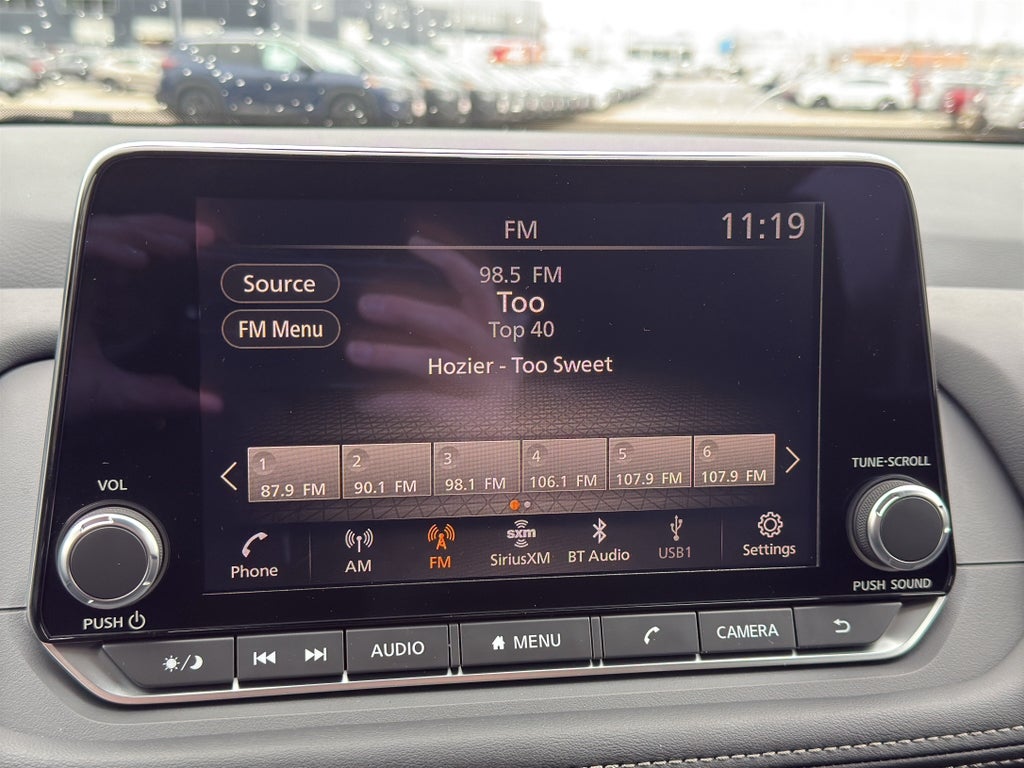 FM
11:19
Source
98.5 FM
Too
FM Menu
Top 40
Hozier - Too Sweet
1
87.9 FM
2
90.1 FM
3
98.1 FM
4
106.1 FM
5
107.9 FM
6
107.9 FM
VOL
TUNE·SCROLL
Phone
AM
FM
sxm
SiriusXM
BT Audio
USB1
Settings
PUSH
PUSH SOUND
AUDIO
MENU
CAMERA